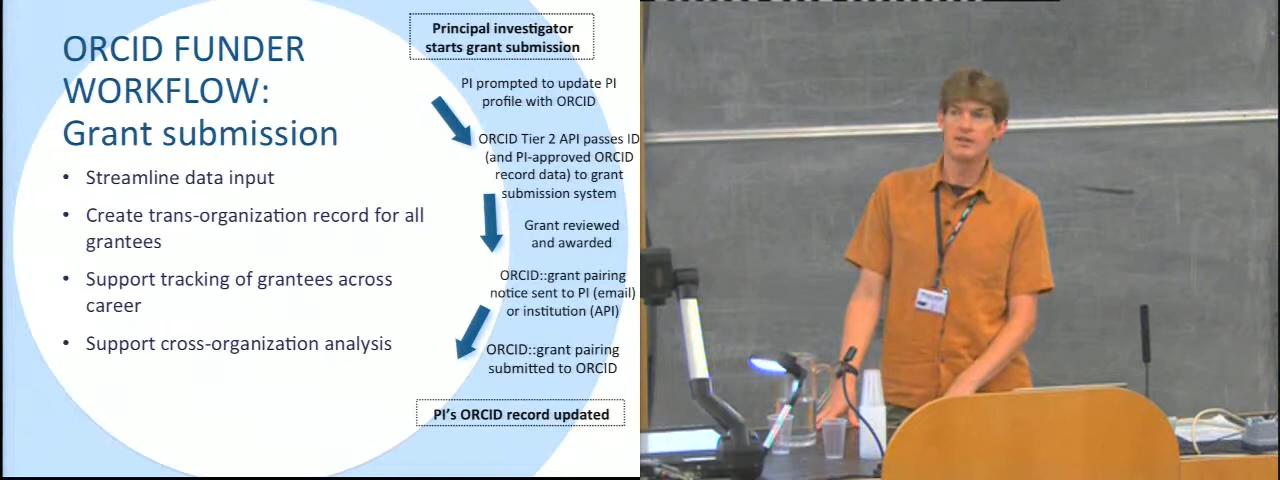 ORCID FUNDER
WORKFLOW:
Grant submission
• Streamline data input
• Create trans-organization record for all
grantees
• Support tracking of grantees across
career
• Support cross-organization analysis
Principal investigator
starts grant submission
PI prompted to update PI
profile with ORCID
ORCID Tier 2 API passes ID
(and PI-approved ORCID
record data) to grant
submission system
Grant reviewed
and awarded
ORCID::grant pairing
notice sent to PI (email)
or institution (API)
ORCID::grant pairing
submitted to ORCID
PI's ORCID record updated